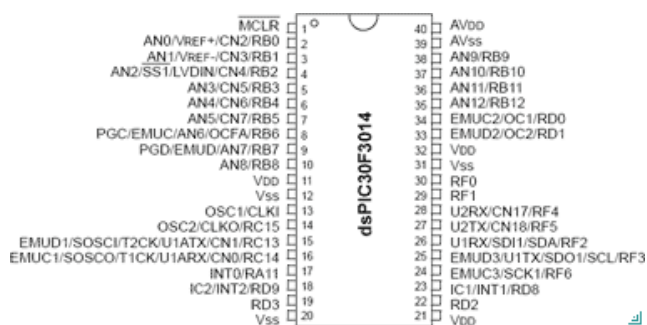 MCLR 1 40 AVDD
AN0/VREF+/CN2/RB0 2 39 AVSS
AN1/VREF-/CN3/RB1 3 38 AN9/RB9
AN2/SS1/LVDIN/CN4/RB2 4 37 AN10/RB10
AN3/CN5/RB3 5 36 AN11/RB11
AN4/CN6/RB4 6 35 AN12/RB12
AN5/CN7/RB5 7 34 EMUC2/OC1/RD0
PGC/EMUC/AN6/OCFA/RB6 8 33 EMUD2/OC2/RD1
PGD/EMUD/AN7/RB7 9 32 VDD
AN8/RB8 10 31 VSS
VDD 11 30 RF0
VSS 12 29 RF1
OSC1/CLKI 13 28 U2RX/CN17/RF4
OSC2/CLKO/RC15 14 27 U2TX/CN18/RF5
EMUD1/SOSCI/T2CK/U1ATX/CN1/RC13 15 26 U1RX/SDI1/SDA/RF2
EMUC1/SOSCO/T1CK/U1ARX/CN0/RC14 16 25 EMUD3/U1TX/SDO1/SCL/RF3
INT0/RA11 17 24 EMUC3/SCK1/RF6
IC2/INT2/RD9 18 23 IC1/INT1/RD8
RD3 19 22 RD2
VSS 20 21 VDD
dsPIC30F3014